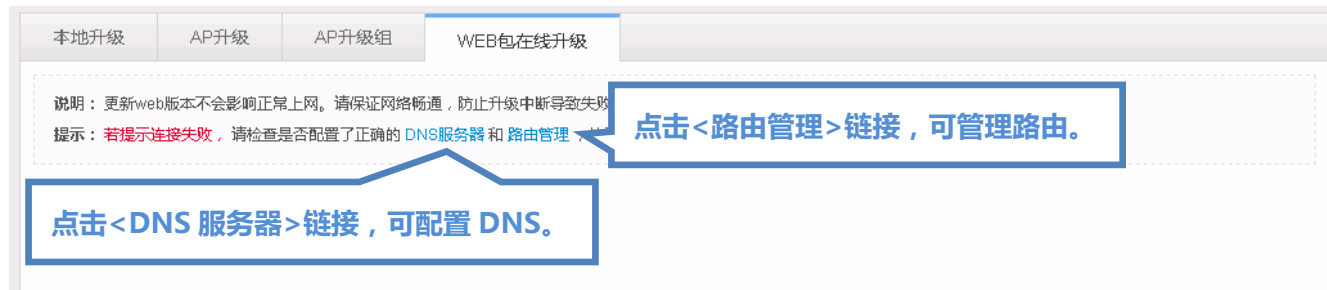 本地升级 AP升级 AP升级组 WEB包在线升级
说明：更新web版本不会影响正常上网。请保证网络畅通，防止升级中断导致失败
提示：若提示连接失败，请检查是否配置了正确的 DNS服务器 和 路由管理，
点击<路由管理>链接，可管理路由。
点击<DNS 服务器>链接，可配置 DNS。